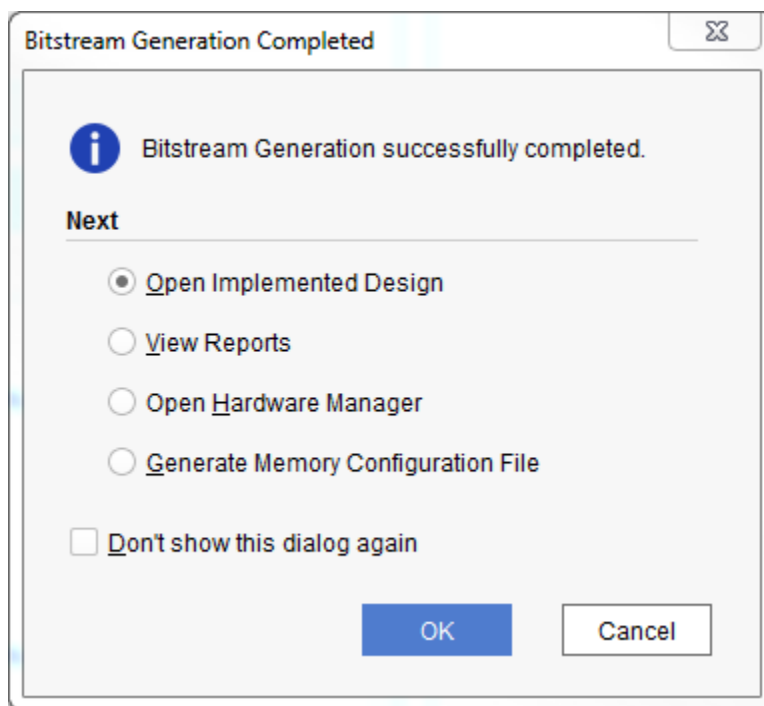 Bitstream Generation Completed
Bitstream Generation successfully completed.
Next
Open Implemented Design
View Reports
Open Hardware Manager
Generate Memory Configuration File
Don't show this dialog again
OK
Cancel